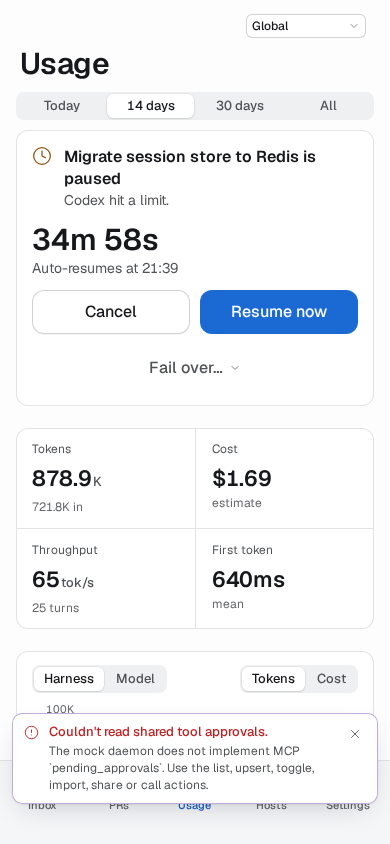 Global
Usage
Today
14 days
30 days
All
Migrate session store to Redis is
paused
Codex hit a limit.
34m 58s
Auto-resumes at 21:39
Cancel
Resume now
Fail over...
Tokens
878.9K
721.8K in
Cost
$1.69
estimate
Throughput
65tok/s
25 turns
First token
640ms
mean
Harness
Model
Tokens
Cost
100K
Couldn't read shared tool approvals.
The mock daemon does not implement MCP
`pending_approvals`. Use the list, upsert, toggle,
import, share or call actions.
Inbox
PRs
Usage
Hosts
Settings